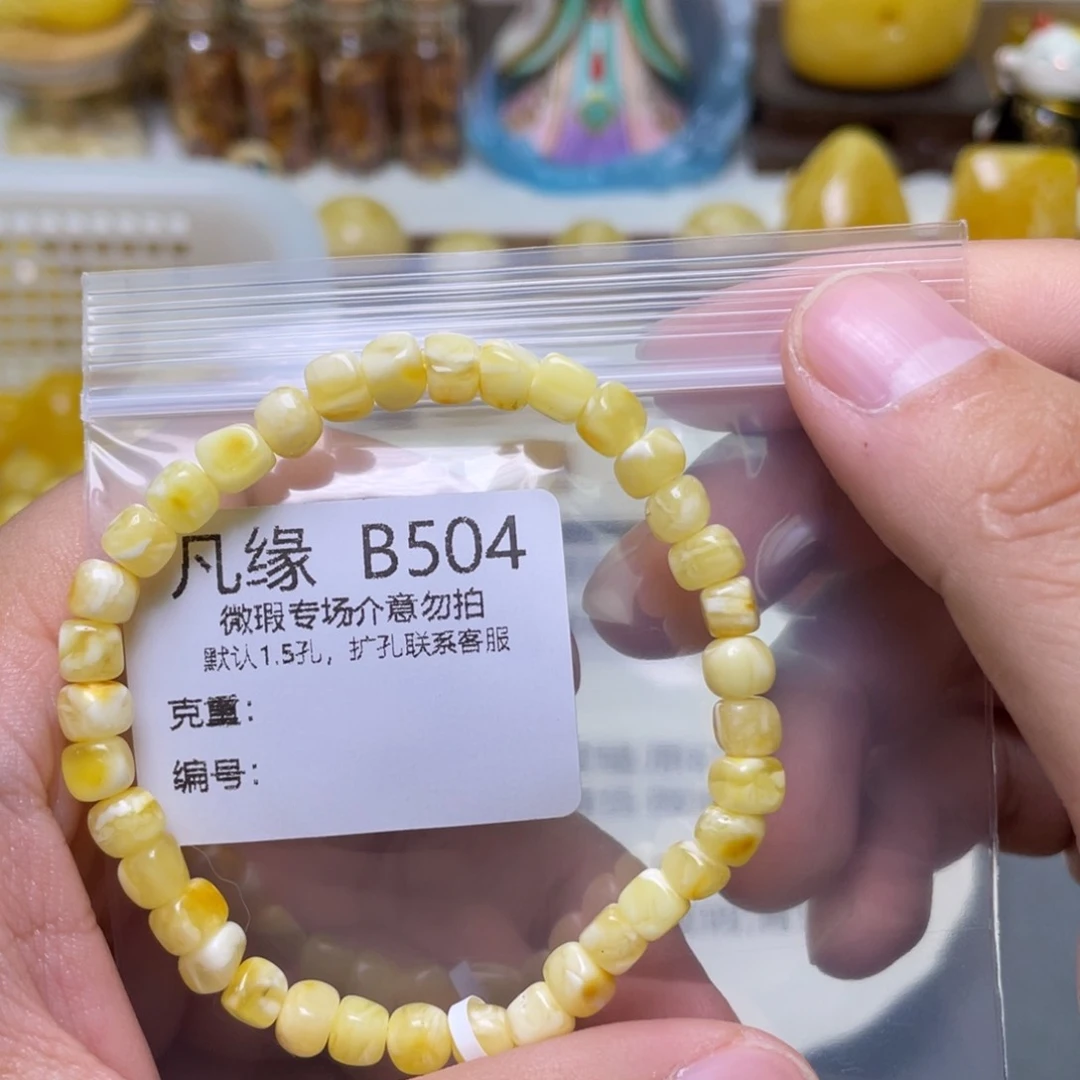 凡缘 B504
微瑕专场介意勿拍
默认1.5孔，扩孔联系客服
克重：
编号：